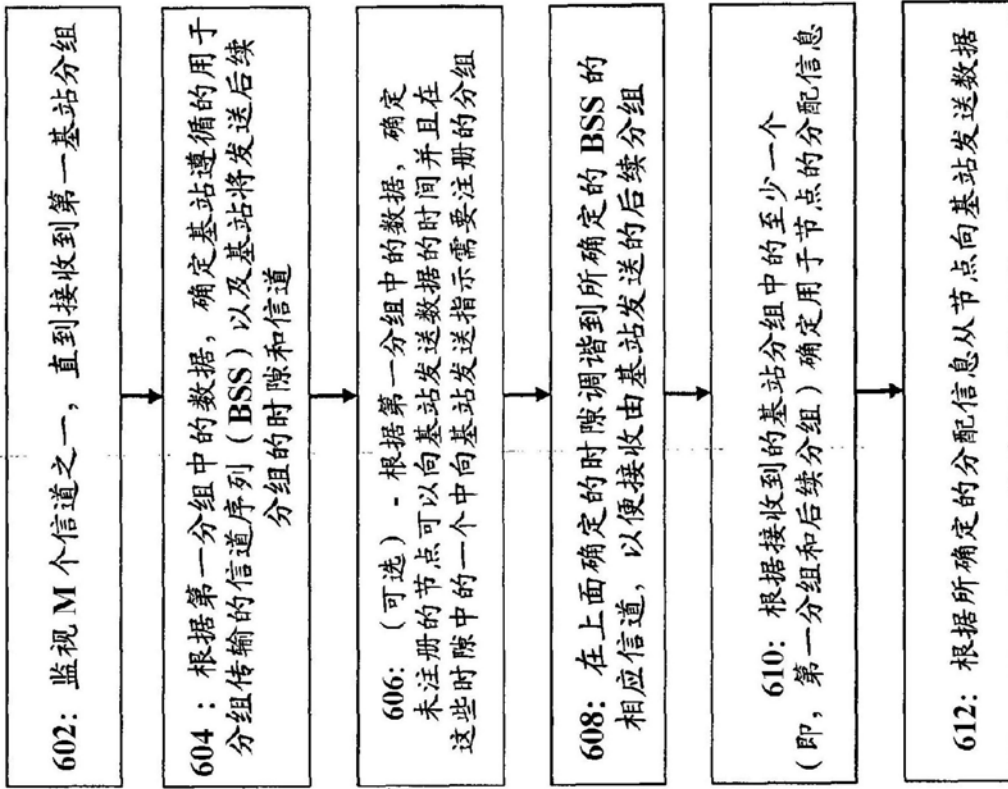 602: 监视 M 个信道之一，直到接收到第一基站分组
604 : 根据第一分组中的数据，确定基站遵循的用于
分组传输的信道序列（BSS）以及基站将发送后续
分组的时隙和信道
606: （可选） - 根据第一分组中的数据，确定
未注册的节点可以向基站发送数据的时间并且在
这些时隙中的一个中向基站发送指示需要注册的分组
608: 在上面确定的时隙调谐到所确定的 BSS 的
相应信道，以便接收由基站发送的后续分组
610: 根据接收到的基站分组中的至少一个
（即，第一分组和后续分组）确定用于节点的分配信息
612: 根据所确定的分配信息从节点向基站发送数据